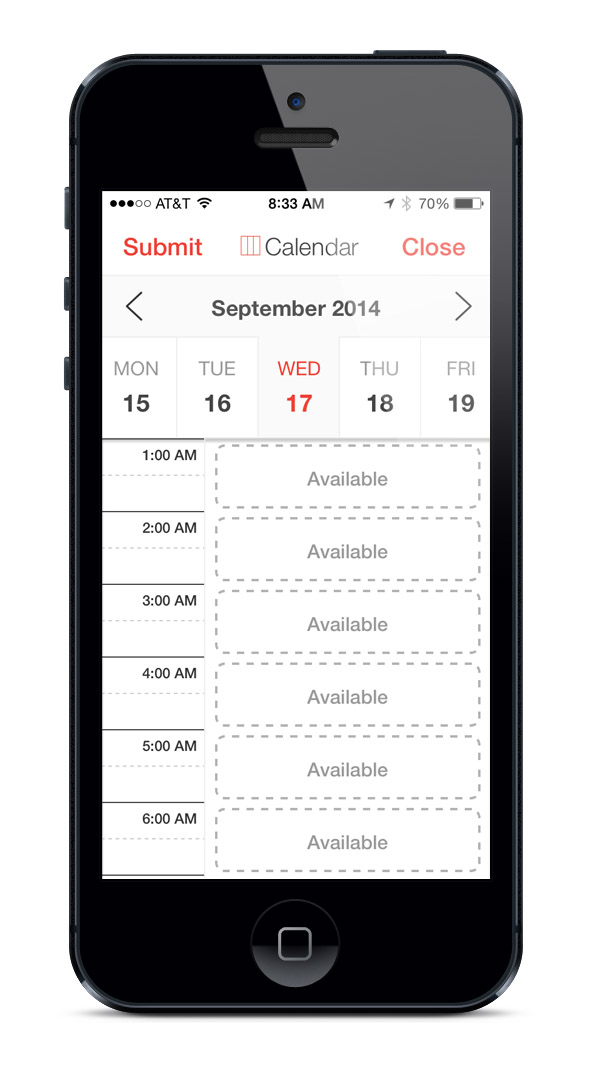 AT&T 8:33 AM 70%
Submit Calendar Close
September 2014
MON TUE WED THU FRI
15 16 17 18 19
1:00 AM Available
2:00 AM Available
3:00 AM Available
4:00 AM Available
5:00 AM Available
6:00 AM Available